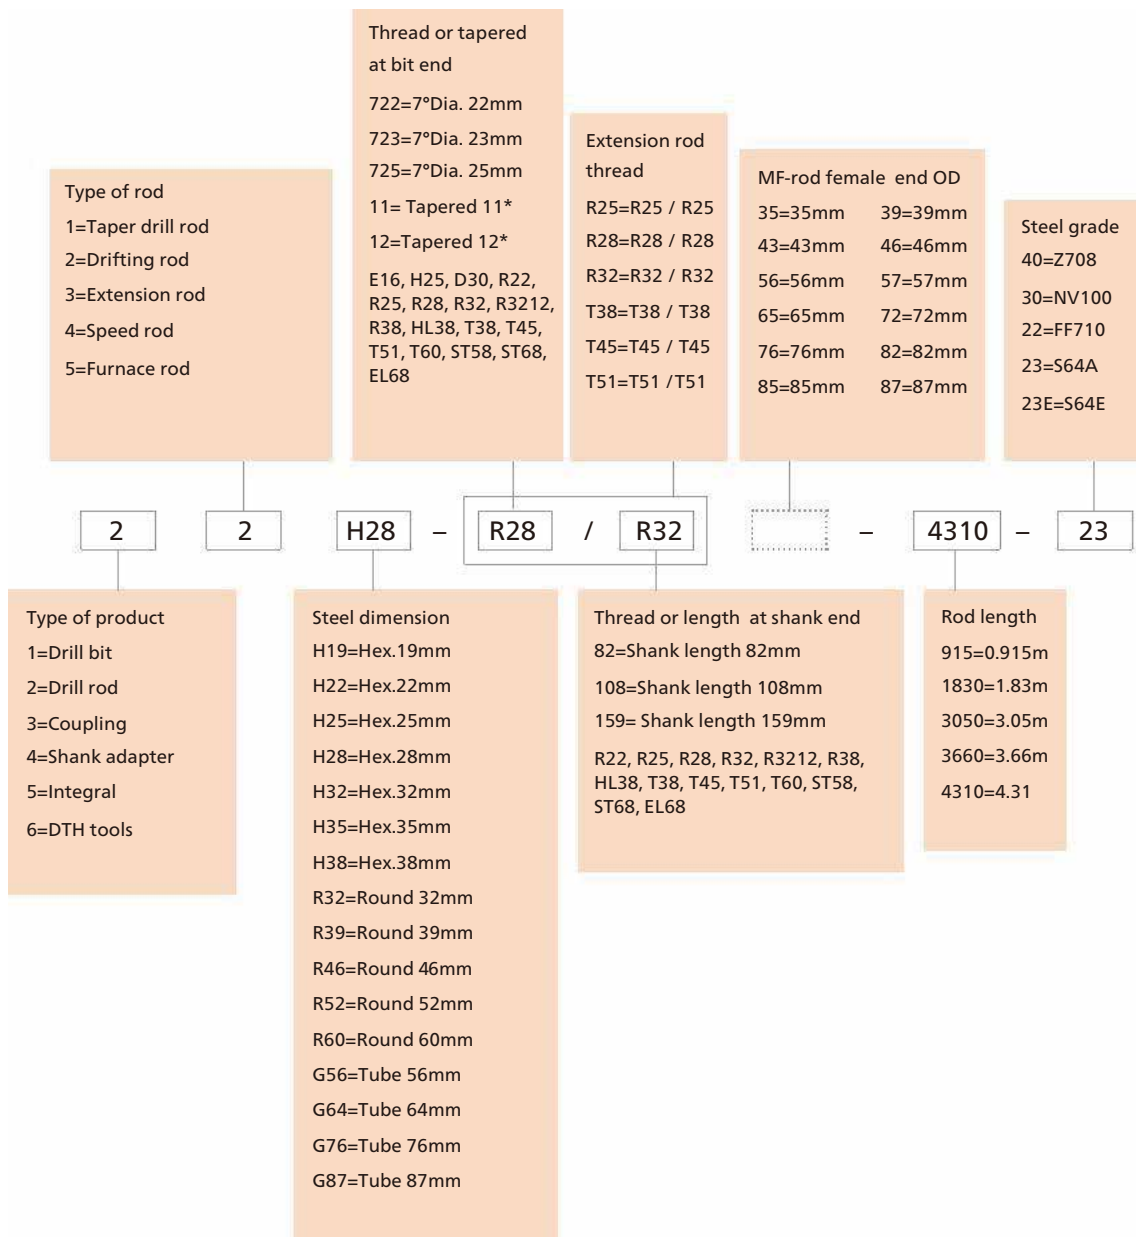 Thread or tapered
at bit end
722=7°Dia. 22mm
723=7°Dia. 23mm
725=7°Dia. 25mm
11= Tapered 11*
12=Tapered 12*
E16, H25, D30, R22,
R25, R28, R32, R3212,
R38, HL38, T38, T45,
T51, T60, ST58, ST68,
EL68
Extension rod
thread
R25=R25 / R25
R28=R28 / R28
R32=R32 / R32
T38=T38 / T38
T45=T45 / T45
T51=T51 /T51
MF-rod female end OD
35=35mm 39=39mm
43=43mm 46=46mm
56=56mm 57=57mm
65=65mm 72=72mm
76=76mm 82=82mm
85=85mm 87=87mm
Type of rod
1=Taper drill rod
2=Drifting rod
3=Extension rod
4=Speed rod
5=Furnace rod
Steel grade
40=Z708
30=NV100
22=FF710
23=S64A
23E=S64E
2 2 H28 – R28 / R32 – 4310 – 23
Type of product
1=Drill bit
2=Drill rod
3=Coupling
4=Shank adapter
5=Integral
6=DTH tools
Steel dimension
H19=Hex.19mm
H22=Hex.22mm
H25=Hex.25mm
H28=Hex.28mm
H32=Hex.32mm
H35=Hex.35mm
H38=Hex.38mm
R32=Round 32mm
R39=Round 39mm
R46=Round 46mm
R52=Round 52mm
R60=Round 60mm
G56=Tube 56mm
G64=Tube 64mm
G76=Tube 76mm
G87=Tube 87mm
Thread or length at shank end
82=Shank length 82mm
108=Shank length 108mm
159= Shank length 159mm
R22, R25, R28, R32, R3212, R38,
HL38, T38, T45, T51, T60, ST58,
ST68, EL68
Rod length
915=0.915m
1830=1.83m
3050=3.05m
3660=3.66m
4310=4.31